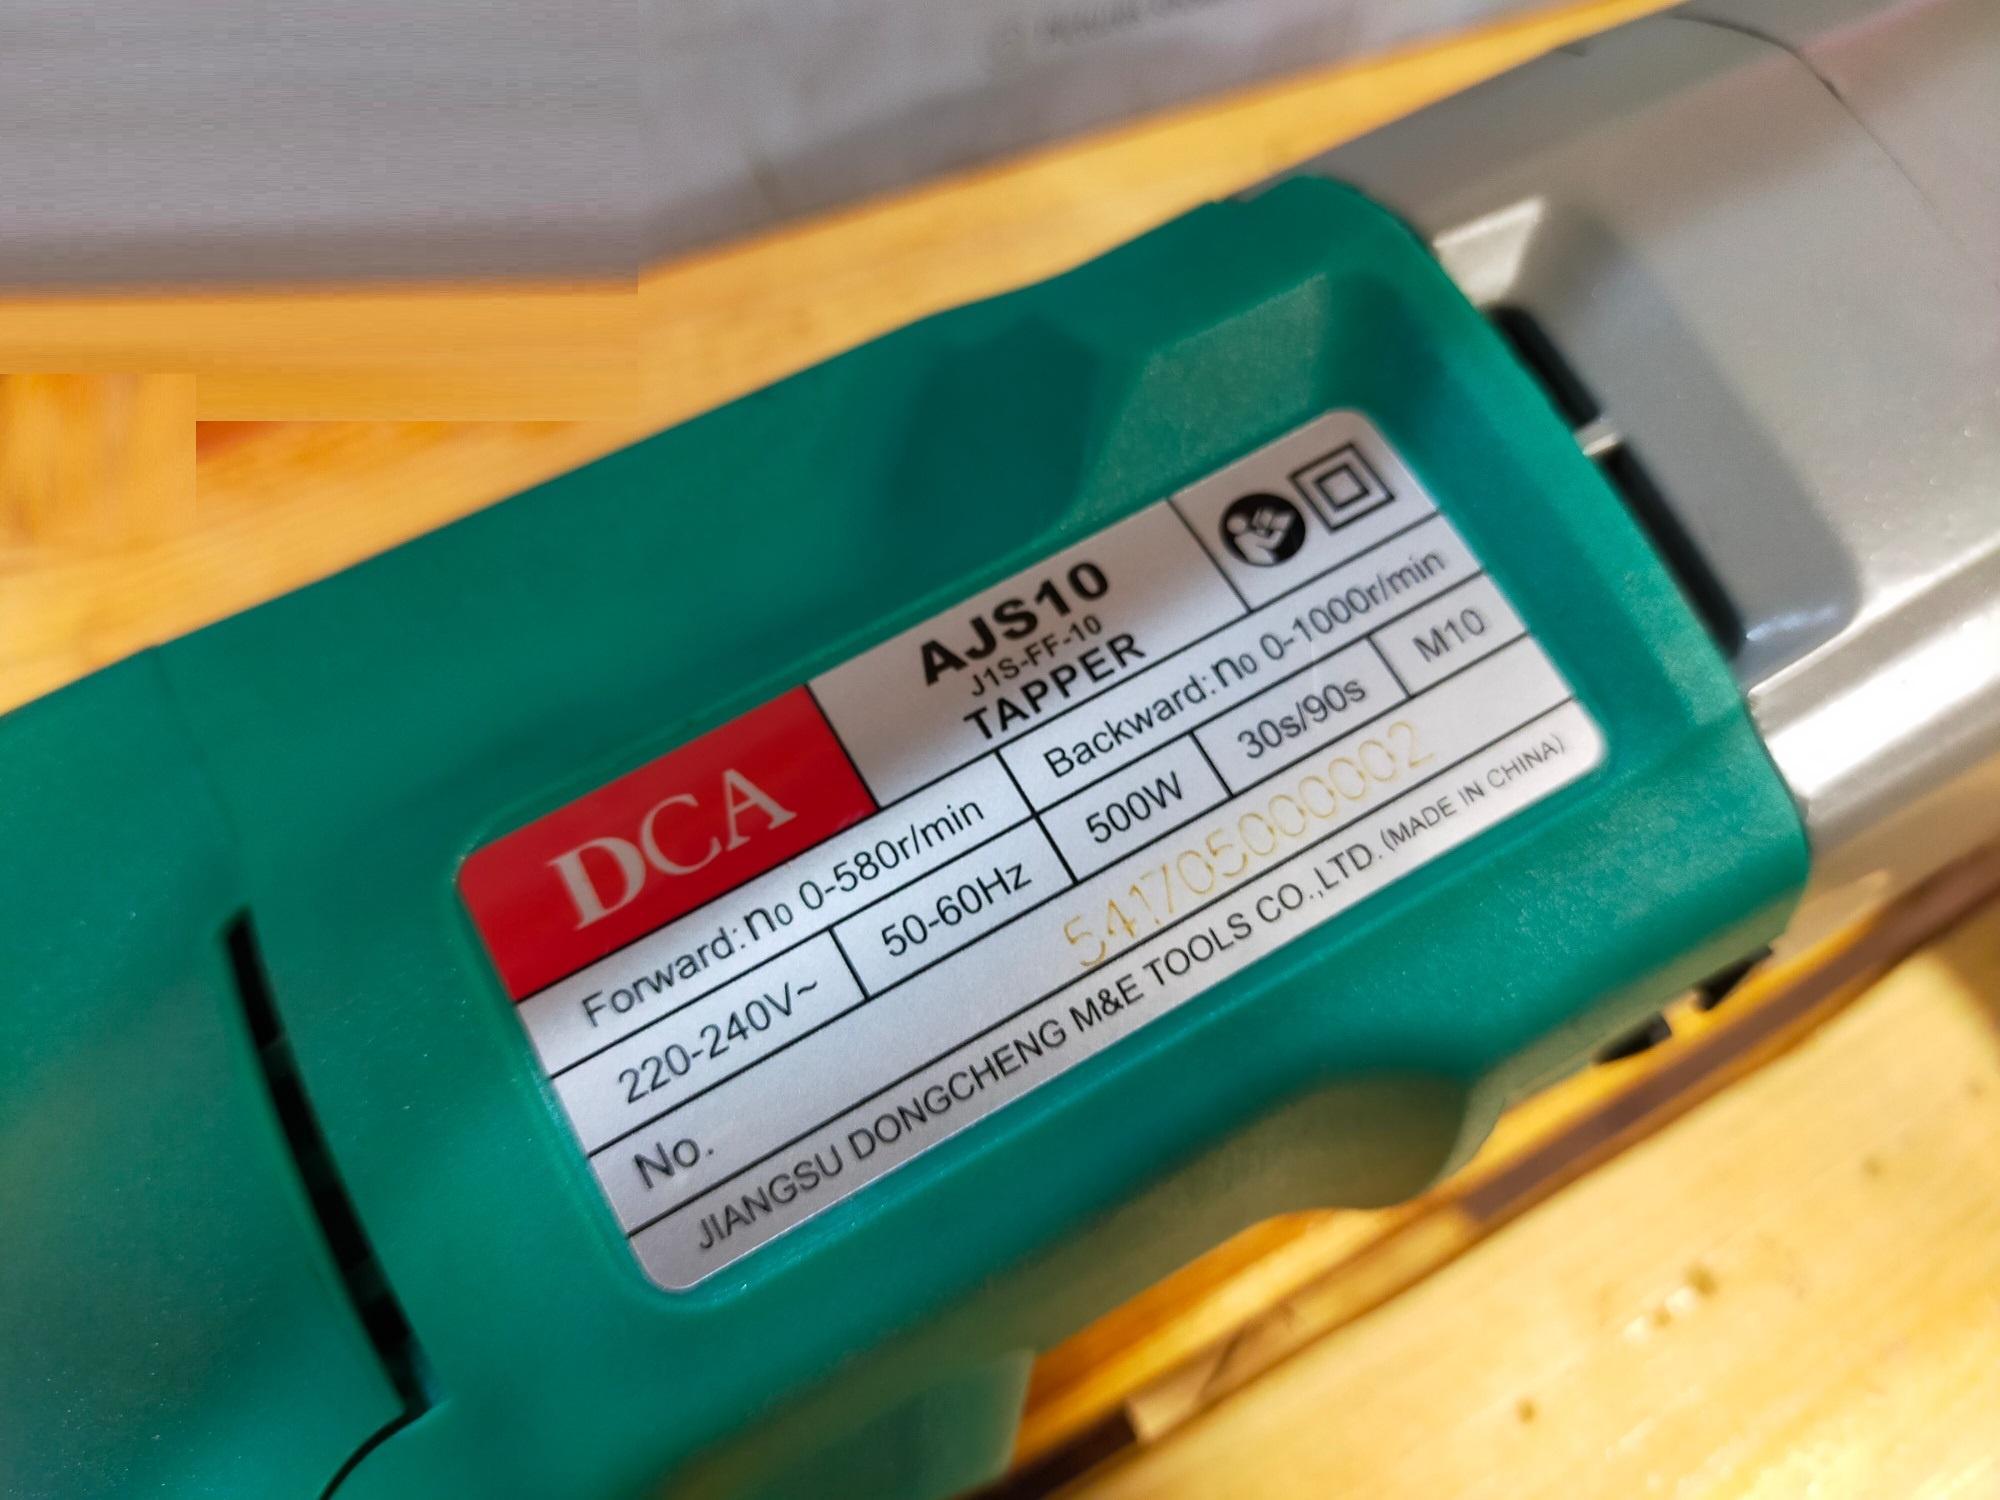 DCA
AJS10
J1S-FF-10
TAPPER
Forward: n₀ 0-580r/min
Backward: n₀ 0-1000r/min
220-240V~
50-60Hz
500W
30s/90s
M10
No.
54170500002
JIANGSU DONGCHENG M&E TOOLS CO.,LTD. (MADE IN CHINA)